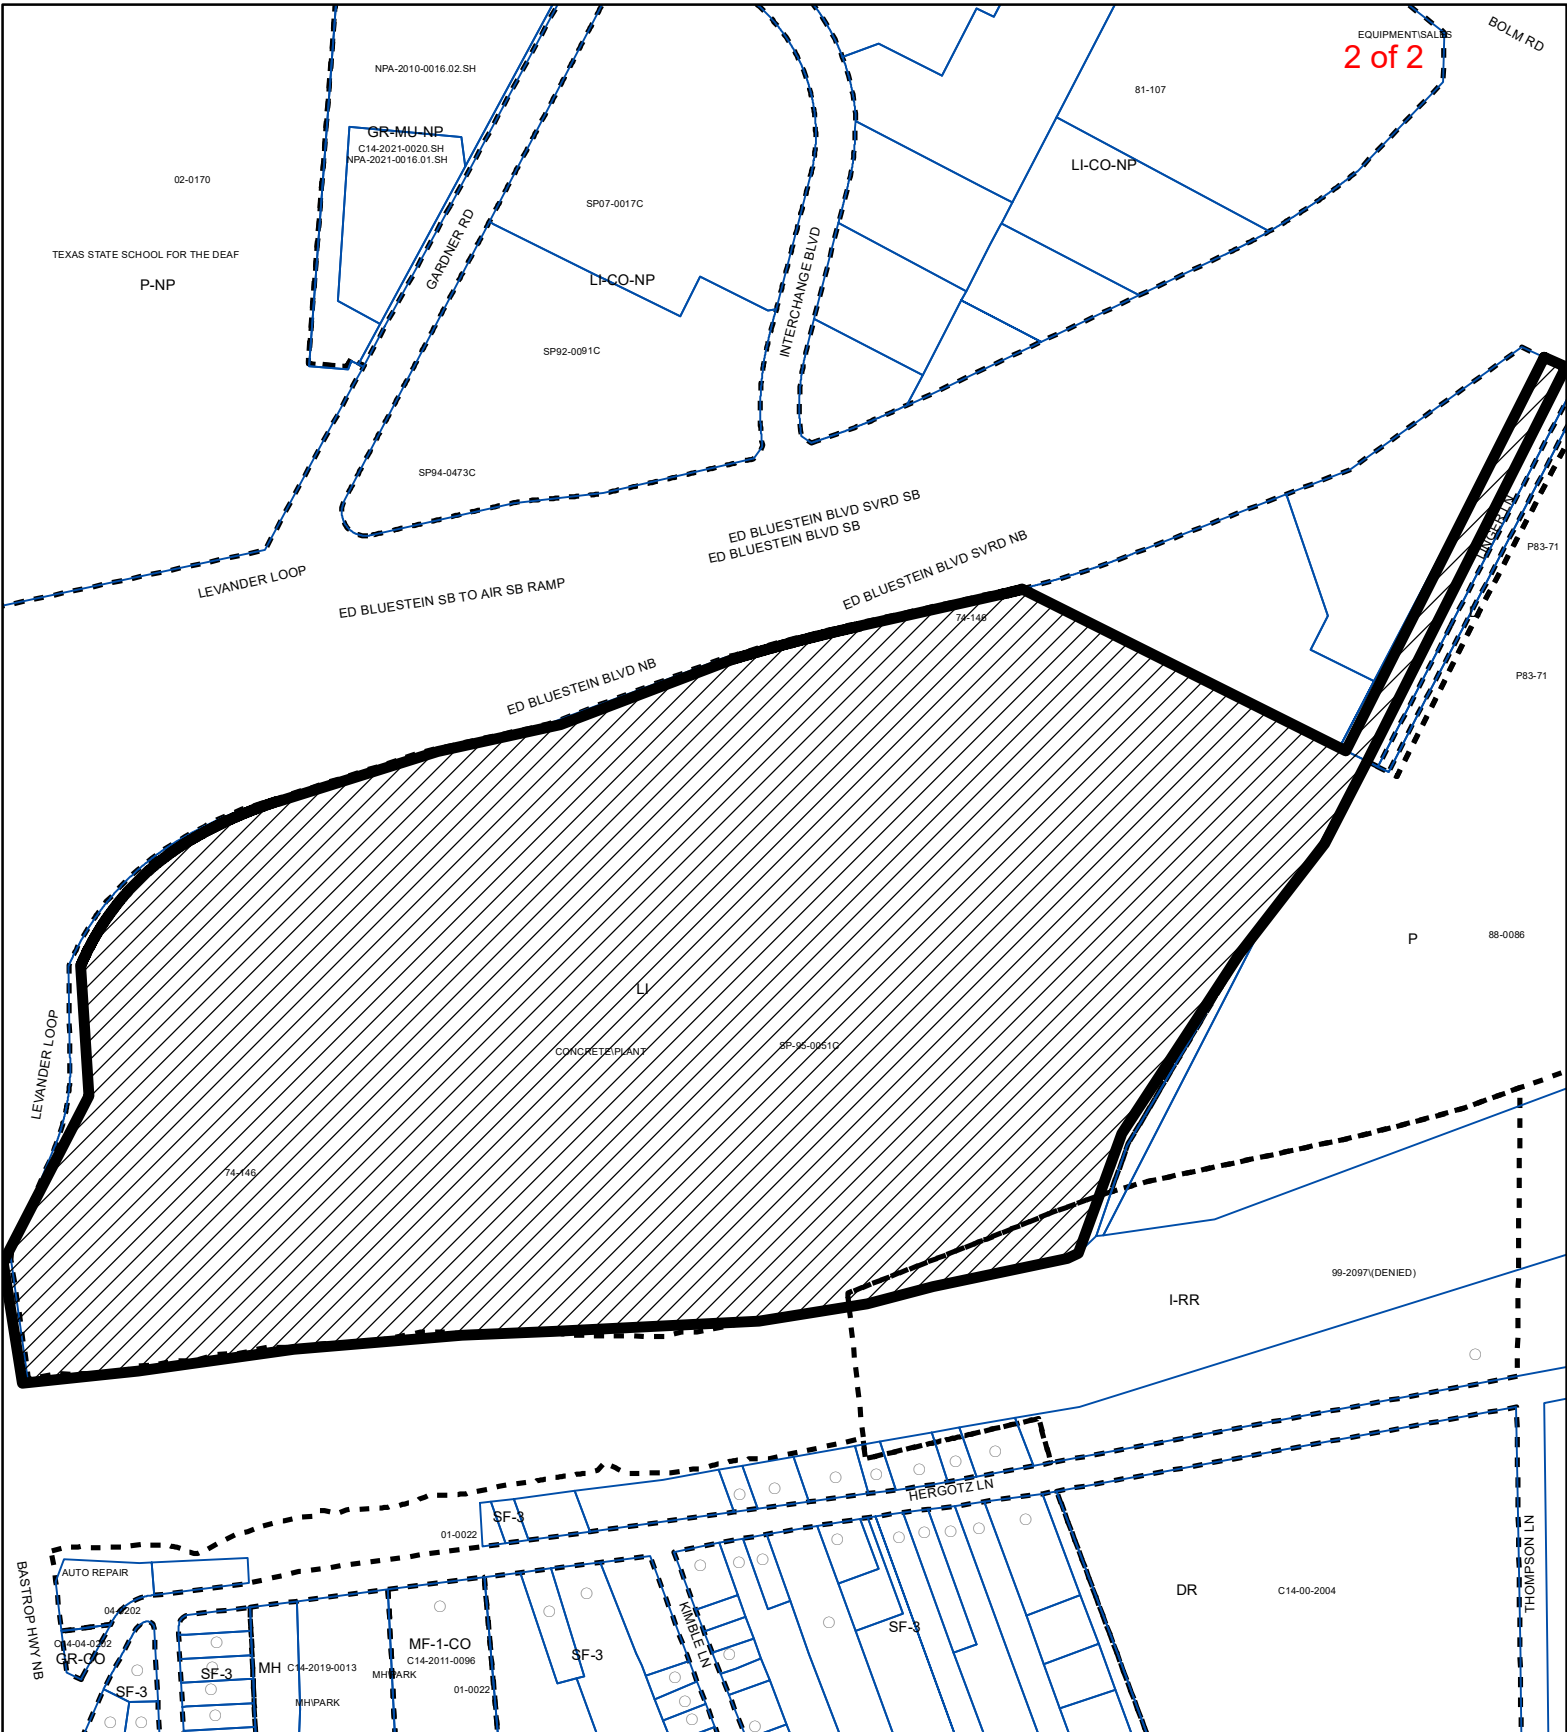 EQUIPMENT\SALES
BOLM RD
2 of 2
NPA-2010-0016.02.SH
81-107
GR-MU-NP
C14-2021-0020.SH
NPA-2021-0016.01.SH
LI-CO-NP
02-0170
SP07-0017C
GARDNER RD
INTERCHANGE BLVD
TEXAS STATE SCHOOL FOR THE DEAF
P-NP
LI-CO-NP
SP92-0091C
SP94-0473C
ED BLUESTEIN BLVD SVRD SB
ED BLUESTEIN BLVD SB
LINGER LN
P83-71
LEVANDER LOOP
ED BLUESTEIN SB TO AIR SB RAMP
ED BLUESTEIN BLVD SVRD NB
74-146
P83-71
ED BLUESTEIN BLVD NB
P
88-0086
LI
CONCRETE\PLANT
SP-95-0051C
LEVANDER LOOP
74-146
99-2097\(DENIED)
I-RR
HERGOTZ LN
SF-3
01-0022
BASTROP HWY NB
AUTO REPAIR
THOMPSON LN
DR
C14-00-2004
04-0202
C14-04-0202
GR-CO
KIMBLE LN
SF-3
MF-1-CO
C14-2011-0096
SF-3
SF-3
MH
C14-2019-0013
MH\PARK
01-0022
SF-3
MH\PARK